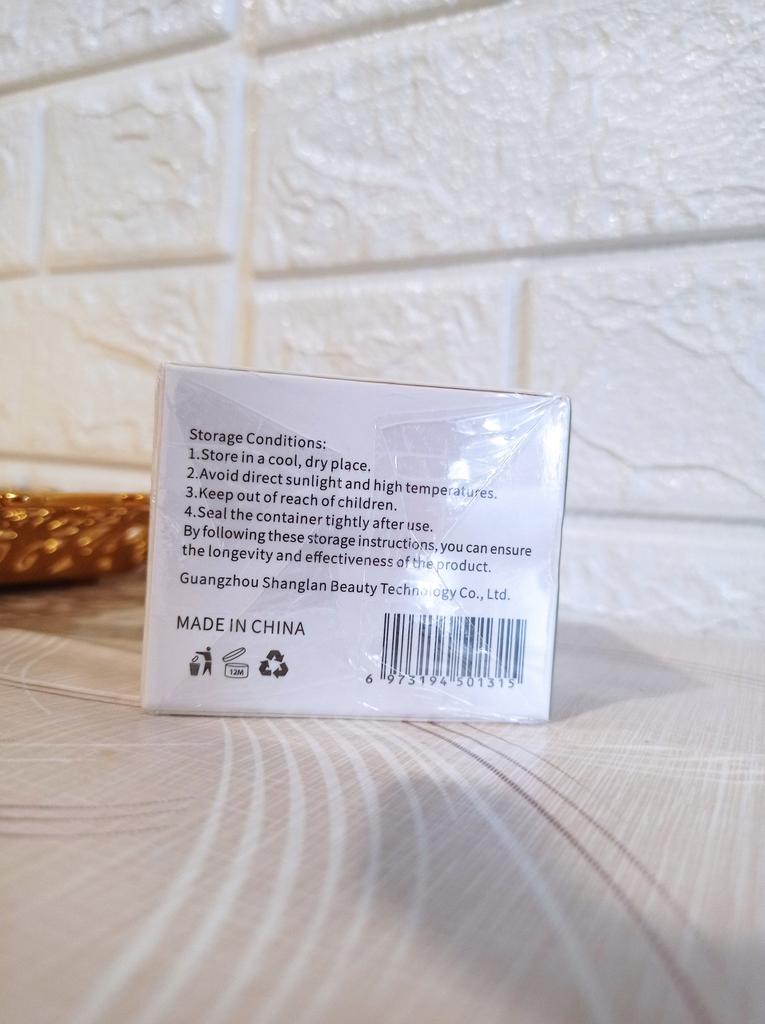 Storage Conditions:
1.Store in a cool, dry place.
2.Avoid direct sunlight and high temperatures.
3.Keep out of reach of children.
4.Seal the container tightly after use.
By following these storage instructions, you can ensure
the longevity and effectiveness of the product.
Guangzhou Shanglan Beauty Technology Co., Ltd.
MADE IN CHINA
12M
6 973194 501315